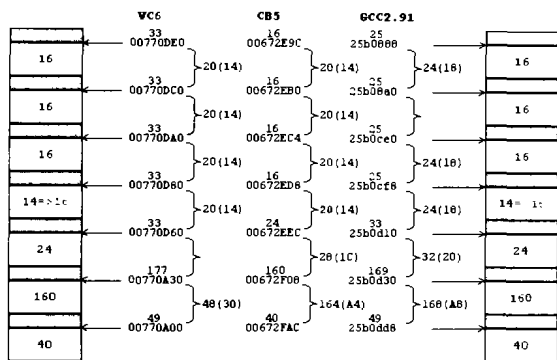 VC6 CB5 GCC2.91
33 16 25
00770DE0 00672E9C 25b0888
16 20(14) 20(14) 24(18) 16
33 16 25
00770DC0 00672EB0 25b08a0
16 20(14) 20(14) 16
33 16 25
00770DA0 00672EC4 25b0ce0
16 20(14) 20(14) 24(18) 16
33 16 25
00770D80 00672ED8 25b0cf8
14=>16 20(14) 20(14) 24(18)
33 24 33
00770D60 00672EEC 25b0d10
24 28(1C) 32(20) 24
177 160 169
00770A30 00672F08 25b0d30
160 48(30) 164(A4) 168(A8) 160
49 40 49
00770A00 00672FAC 25b0dd8
40 40